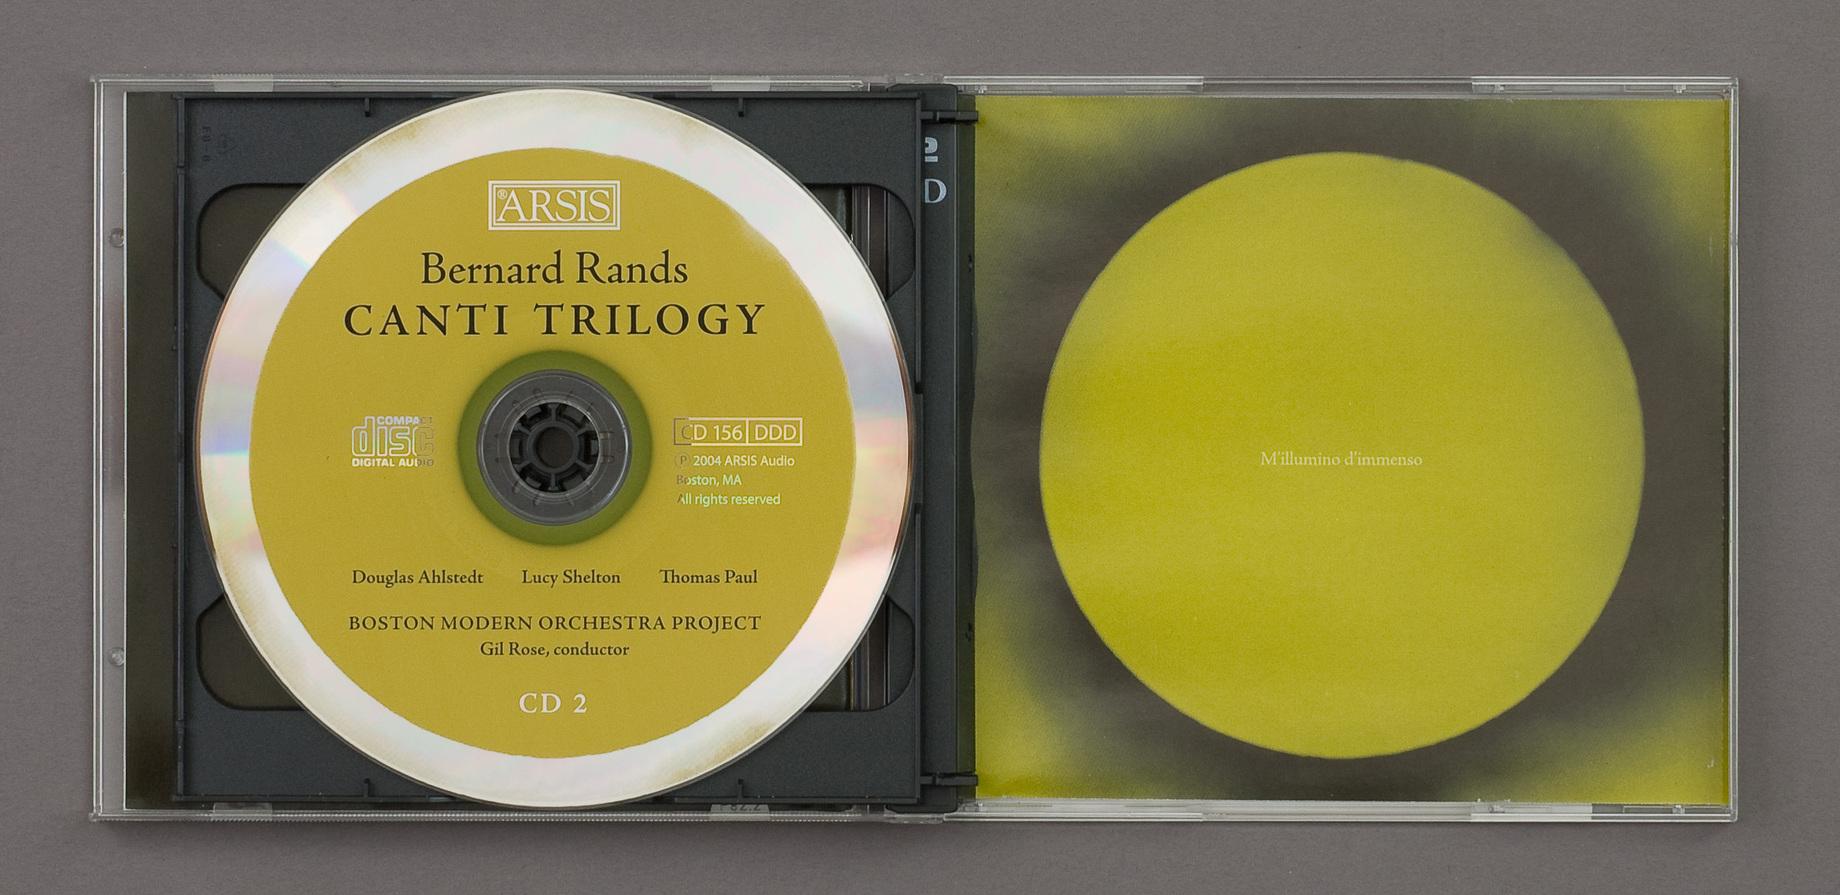 ®ARSIS
Bernard Rands
CANTI TRILOGY
COMPACT
disc
DIGITAL AUDIO
CD 156 DDD
Ⓟ 2004 ARSIS Audio
Boston, MA
All rights reserved
Douglas Ahlstedt Lucy Shelton Thomas Paul
BOSTON MODERN ORCHESTRA PROJECT
Gil Rose, conductor
CD 2
M'illumino d'immenso